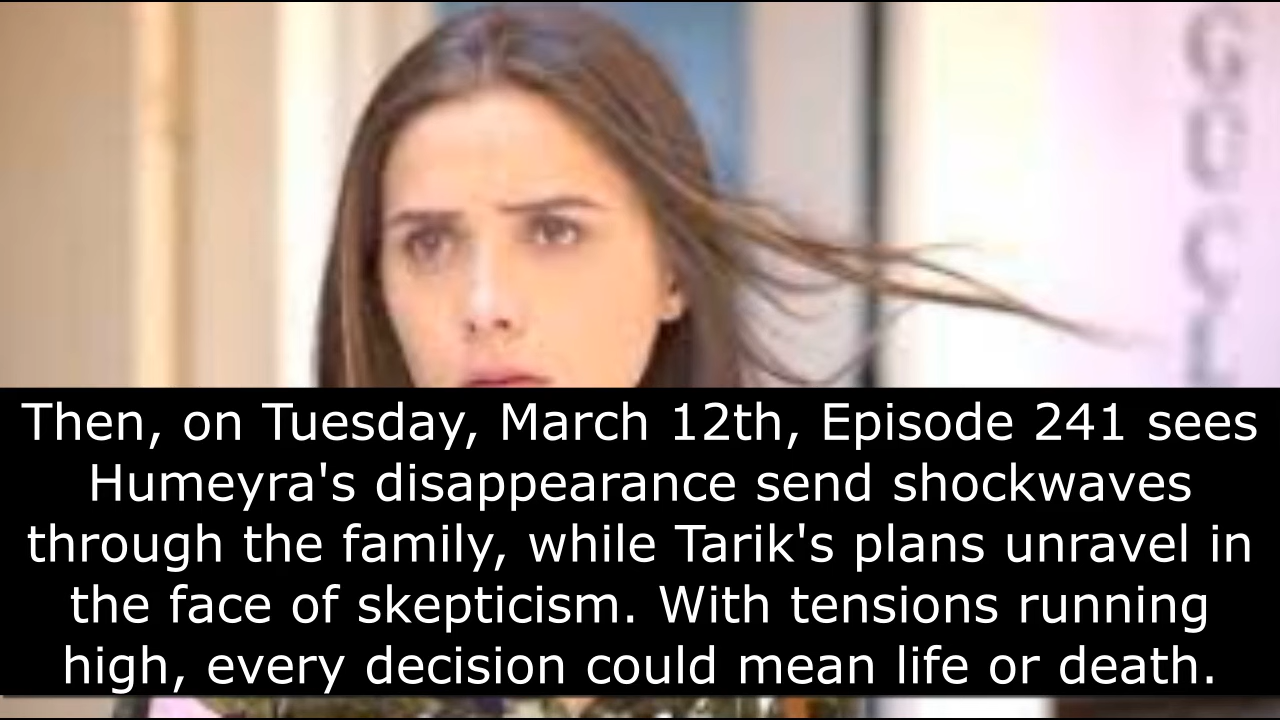 GUCCI
Then, on Tuesday, March 12th, Episode 241 sees
Humeyra's disappearance send shockwaves
through the family, while Tarik's plans unravel in
the face of skepticism. With tensions running
high, every decision could mean life or death.